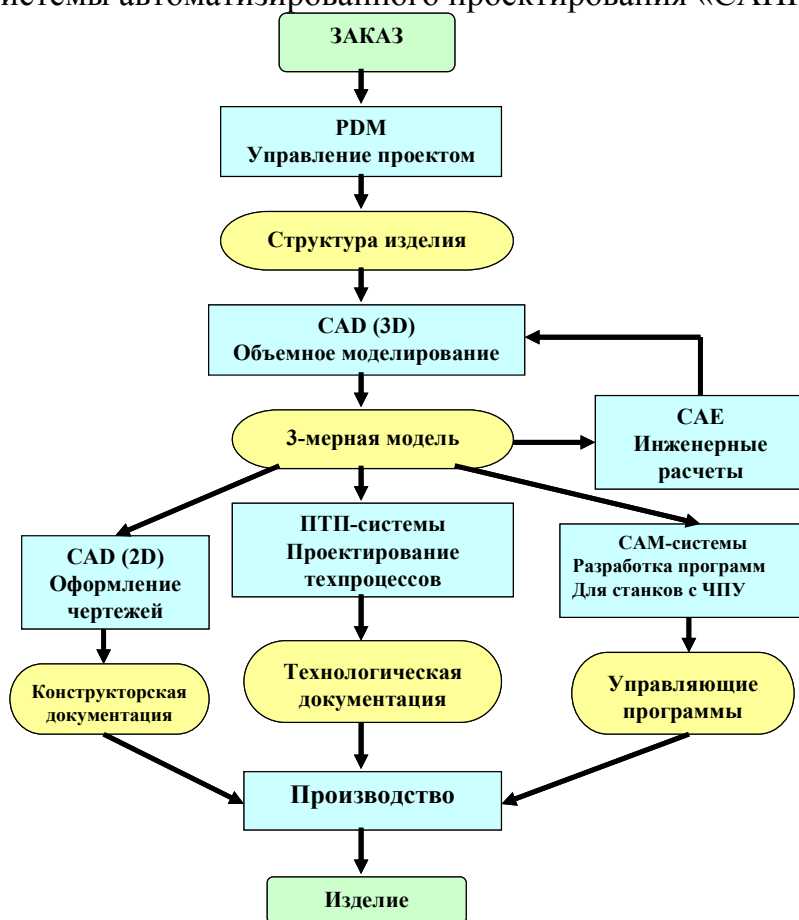 автоматизированного проектирования
ЗАКАЗ
PDM
Управление проектом
Структура изделия
CAD (3D)
Объемное моделирование
3-мерная модель
CAE
Инженерные
расчеты
CAD (2D)
Оформление
чертежей
ПТП-системы
Проектирование
техпроцессов
CAM-системы
Разработка программ
Для станков с ЧПУ
Конструкторская
документация
Технологическая
документация
Управляющие
программы
Производство
Изделие